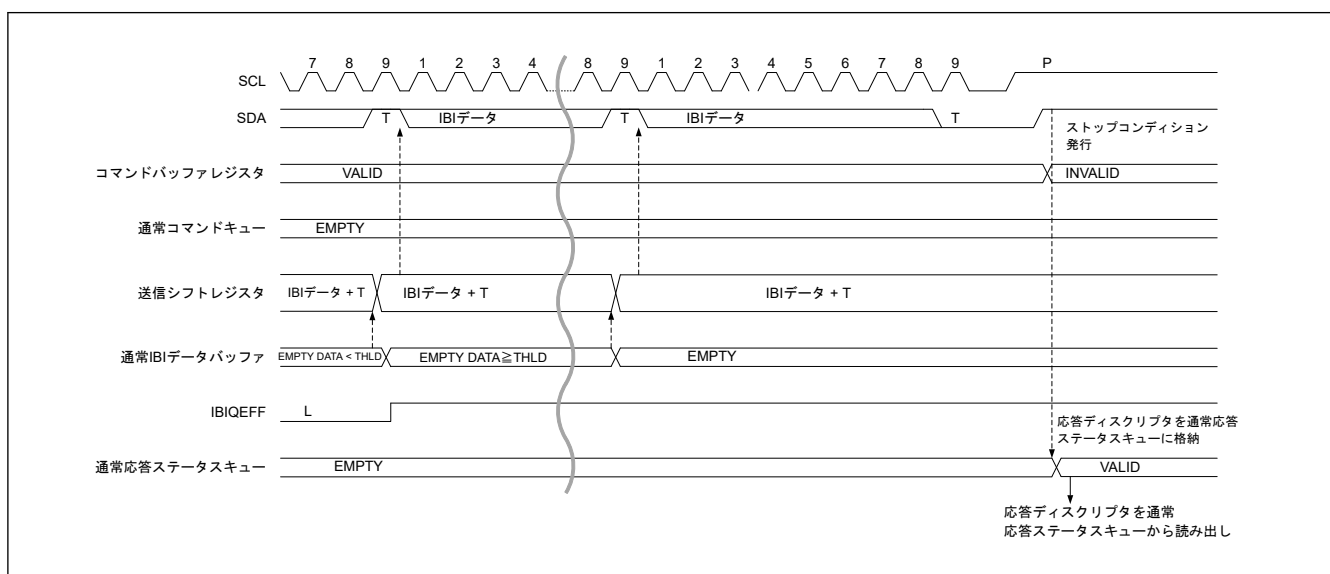 7 8 9 1 2 3 4 8 9 1 2 3 4 5 6 7 8 9 P
SCL
SDA T IBIデータ T IBIデータ T
ストップコンディション
発行
コマンドバッファレジスタ VALID INVALID
通常コマンドキュー EMPTY
送信シフトレジスタ IBIデータ + T IBIデータ + T IBIデータ + T
通常IBIデータバッファ EMPTY DATA < THLD EMPTY DATA≧THLD EMPTY
IBIQEFF L
応答ディスクリプタを通常応答
ステータスキューに格納
通常応答ステータスキュー EMPTY VALID
応答ディスクリプタを通常
応答ステータスキューから読み出し